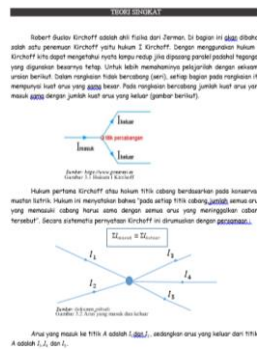 TEORI SINGKAT
Robert Gustav Kirchoff adalah ahli fisika dari Jerman. Di bagian ini akan dibaha
salah satu penemuan Kirchoff yaitu hukum I Kirchoff. Dengan menggunakan hukum
Kirchoff kita dapat mengetahui nyala lampu redup jika dipasang paralel padahal tegangan
yang digunakan besarnya tetap. Untuk lebih memahaminya pelajarilah dengan seksam
uraian berikut. Dalam rangkaian tidak bercabang (seri), setiap bagian pada rangkaian it
mempunyai kuat arus yang sama besar. Pada rangkaian bercabang jumlah kuat arus yan
masuk sama dengan jumlah kuat arus yang keluar (gambar berikut).
Ikeluar
titik percabangan
Imasuk
Ikeluar
Gambar 3.1 Hukum I Kirchoff
Hukum pertama Kirchoff atau hukum titik cabang berdasarkan pada konserva
muatan listrik. Hukum ini menyatakan bahwa "pada setiap titik cabang jumlah semua aru
yang memasuki cabang harus sama dengan semua arus yang meninggalkan cabar
tersebut". Secara sistematis pernyataan Kirchoff ini dirumuskan dengan persamaan :
ΣImasuk = ΣIkeluar
I1
I3
I4
I2
I5
Gambar 3.2 Arus yang masuk dan keluar
Arus yang masuk ke titik A adalah I1 dan I2, sedangkan arus yang keluar dari titik
A adalah I3, I4 dan I5.